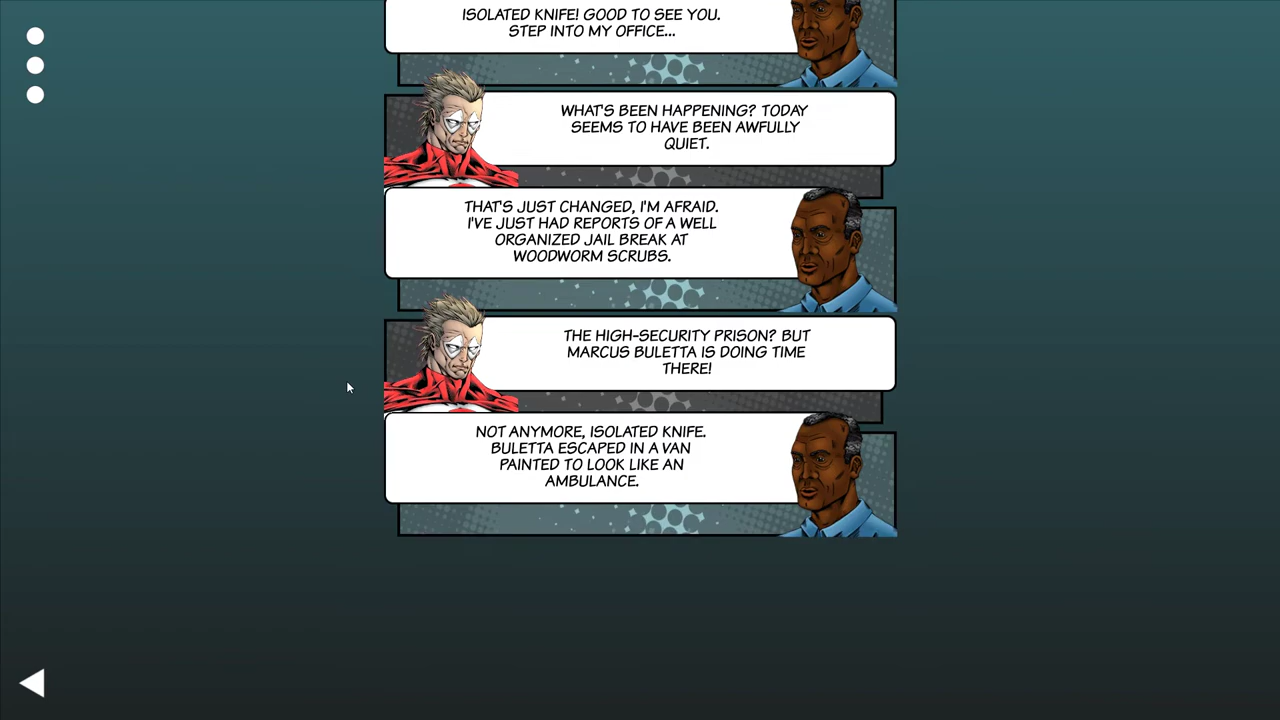 ISOLATED KNIFE! GOOD TO SEE YOU.
STEP INTO MY OFFICE...
WHAT'S BEEN HAPPENING? TODAY
SEEMS TO HAVE BEEN AWFULLY
QUIET.
THAT'S JUST CHANGED, I'M AFRAID.
I'VE JUST HAD REPORTS OF A WELL
ORGANIZED JAIL BREAK AT
WOODWORM SCRUBS.
THE HIGH-SECURITY PRISON? BUT
MARCUS BULETTA IS DOING TIME
THERE!
NOT ANYMORE, ISOLATED KNIFE.
BULETTA ESCAPED IN A VAN
PAINTED TO LOOK LIKE AN
AMBULANCE.